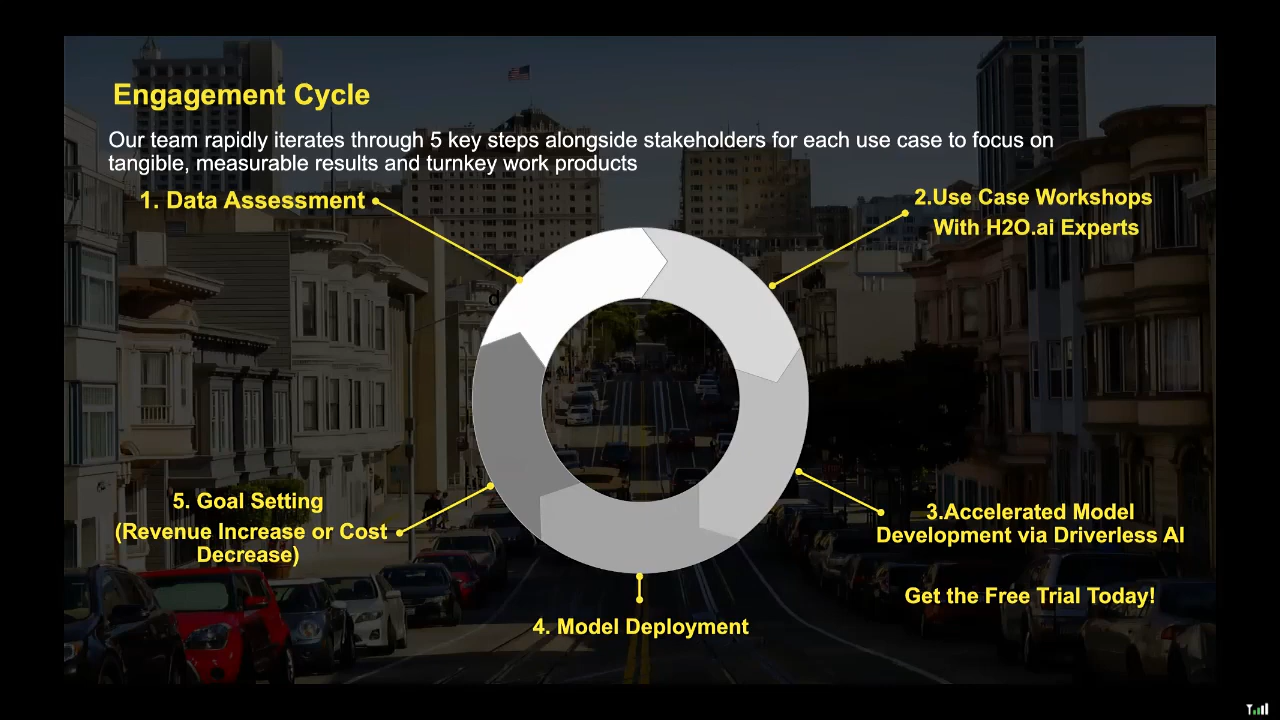 Engagement Cycle
Our team rapidly iterates through 5 key steps alongside stakeholders for each use case to focus on
tangible, measurable results and turnkey work products
1. Data Assessment
2.Use Case Workshops
With H2O.ai Experts
d
5. Goal Setting
(Revenue Increase or Cost
Decrease)
3.Accelerated Model
Development via Driverless AI
Get the Free Trial Today!
4. Model Deployment